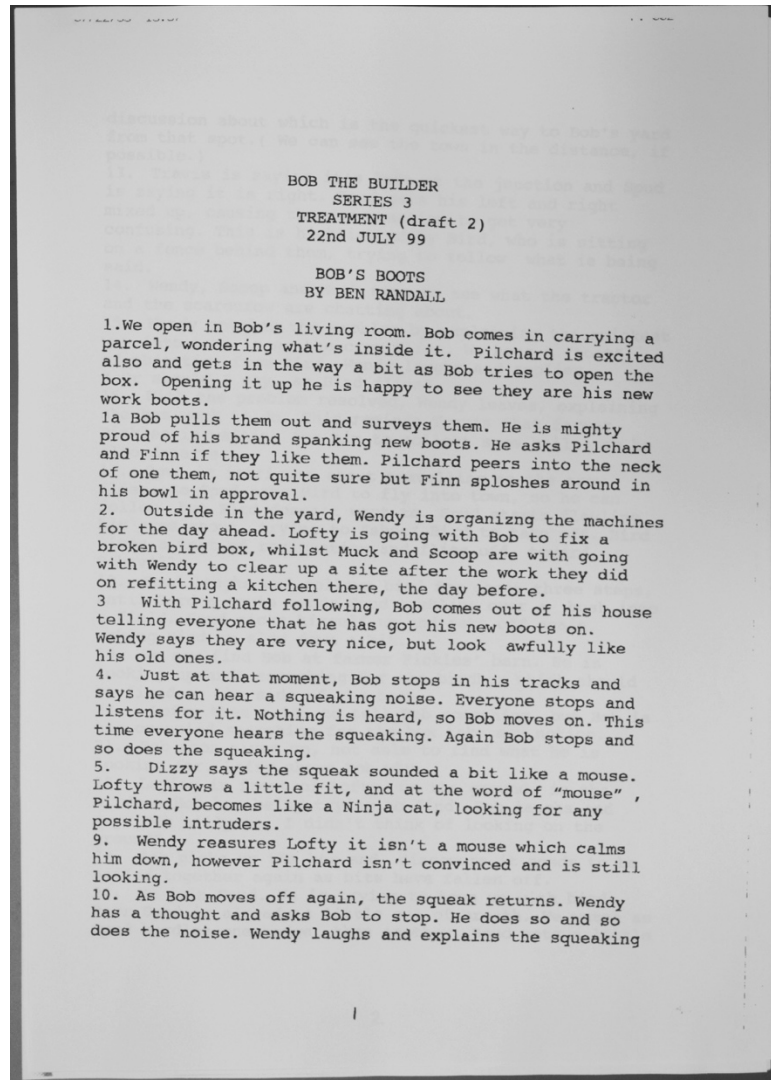 BOB THE BUILDER
SERIES 3
TREATMENT (draft 2)
22nd JULY 99
BOB'S BOOTS
BY BEN RANDALL
1.We open in Bob's living room. Bob comes in carrying a
parcel, wondering what's inside it. Pilchard is excited
also and gets in the way a bit as Bob tries to open the
box. Opening it up he is happy to see they are his new
work boots.
1a Bob pulls them out and surveys them. He is mighty
proud of his brand spanking new boots. He asks Pilchard
and Finn if they like them. Pilchard peers into the neck
of one them, not quite sure but Finn sploshes around in
his bowl in approval.
2. Outside in the yard, Wendy is organizng the machines
for the day ahead. Lofty is going with Bob to fix a
broken bird box, whilst Muck and Scoop are with going
with Wendy to clear up a site after the work they did
on refitting a kitchen there, the day before.
3 With Pilchard following, Bob comes out of his house
telling everyone that he has got his new boots on.
Wendy says they are very nice, but look awfully like
his old ones.
4. Just at that moment, Bob stops in his tracks and
says he can hear a squeaking noise. Everyone stops and
listens for it. Nothing is heard, so Bob moves on. This
time everyone hears the squeaking. Again Bob stops and
so does the squeaking.
5. Dizzy says the squeak sounded a bit like a mouse.
Lofty throws a little fit, and at the word of "mouse" ,
Pilchard, becomes like a Ninja cat, looking for any
possible intruders.
9. Wendy reasures Lofty it isn't a mouse which calms
him down, however Pilchard isn't convinced and is still
looking.
10. As Bob moves off again, the squeak returns. Wendy
has a thought and asks Bob to stop. He does so and so
does the noise. Wendy laughs and explains the squeaking
1